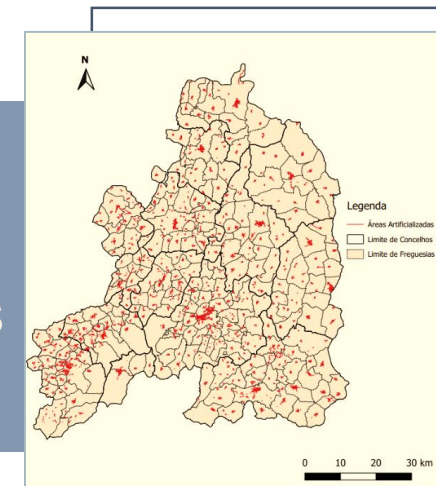 N
Legenda
Áreas Artificializadas
Limite de Concelhos
Limite de Freguesias
0 10 20 30 km
S